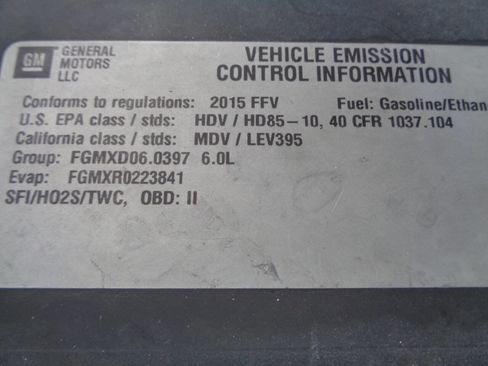 GM
GENERAL MOTORS LLC
VEHICLE EMISSION
CONTROL INFORMATION
Conforms to regulations: 2015 FFV Fuel: Gasoline/Ethan
U.S. EPA class / stds: HDV / HD85-10, 40 CFR 1037.104
California class / stds: MDV / LEV395
Group: FGMXD06.0397 6.0L
Evap: FGMXR0223841
SFI/HO2S/TWC, OBD: II